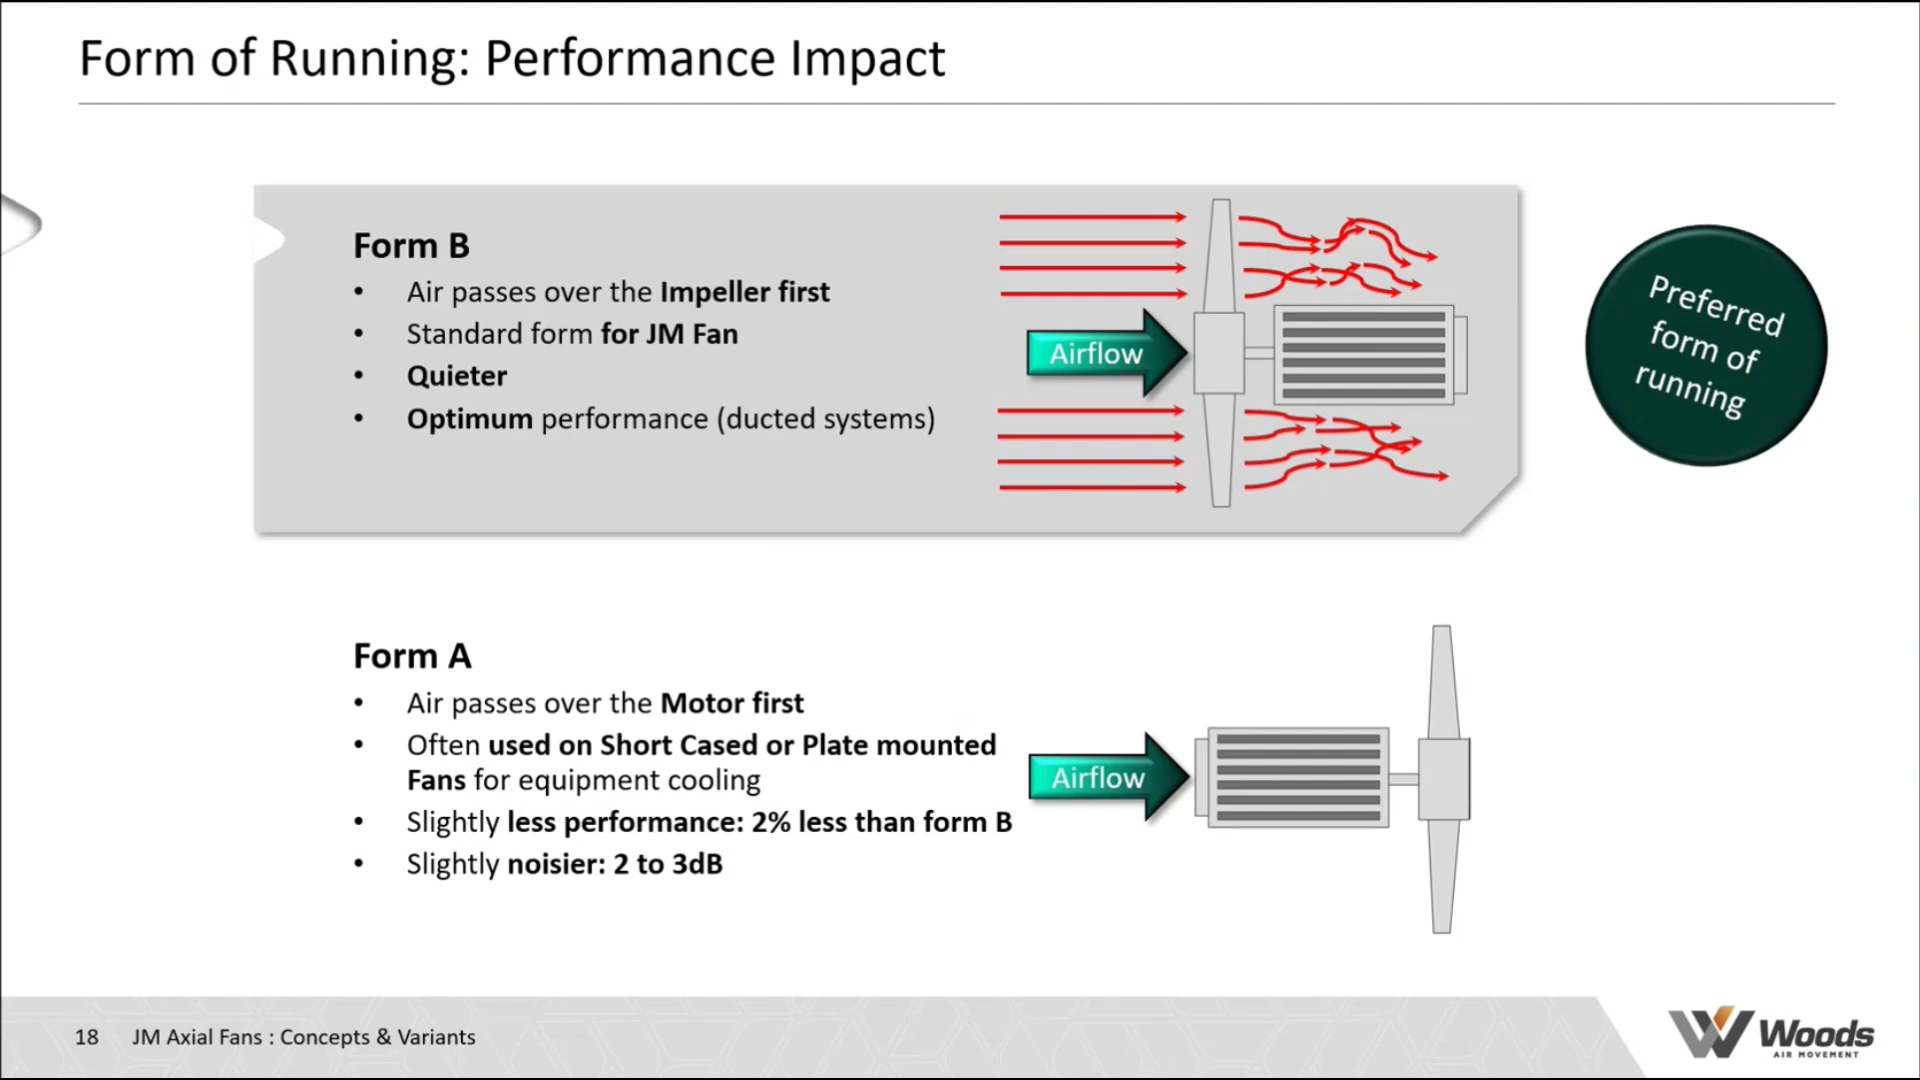 Form of Running: Performance Impact
Form B
• Air passes over the Impeller first
• Standard form for JM Fan
• Quieter
• Optimum performance (ducted systems)
Airflow
Preferred
form of
running
Form A
• Air passes over the Motor first
• Often used on Short Cased or Plate mounted
Fans for equipment cooling
• Slightly less performance: 2% less than form B
• Slightly noisier: 2 to 3dB
Airflow
18 JM Axial Fans : Concepts & Variants
Woods
AIR MOVEMENT